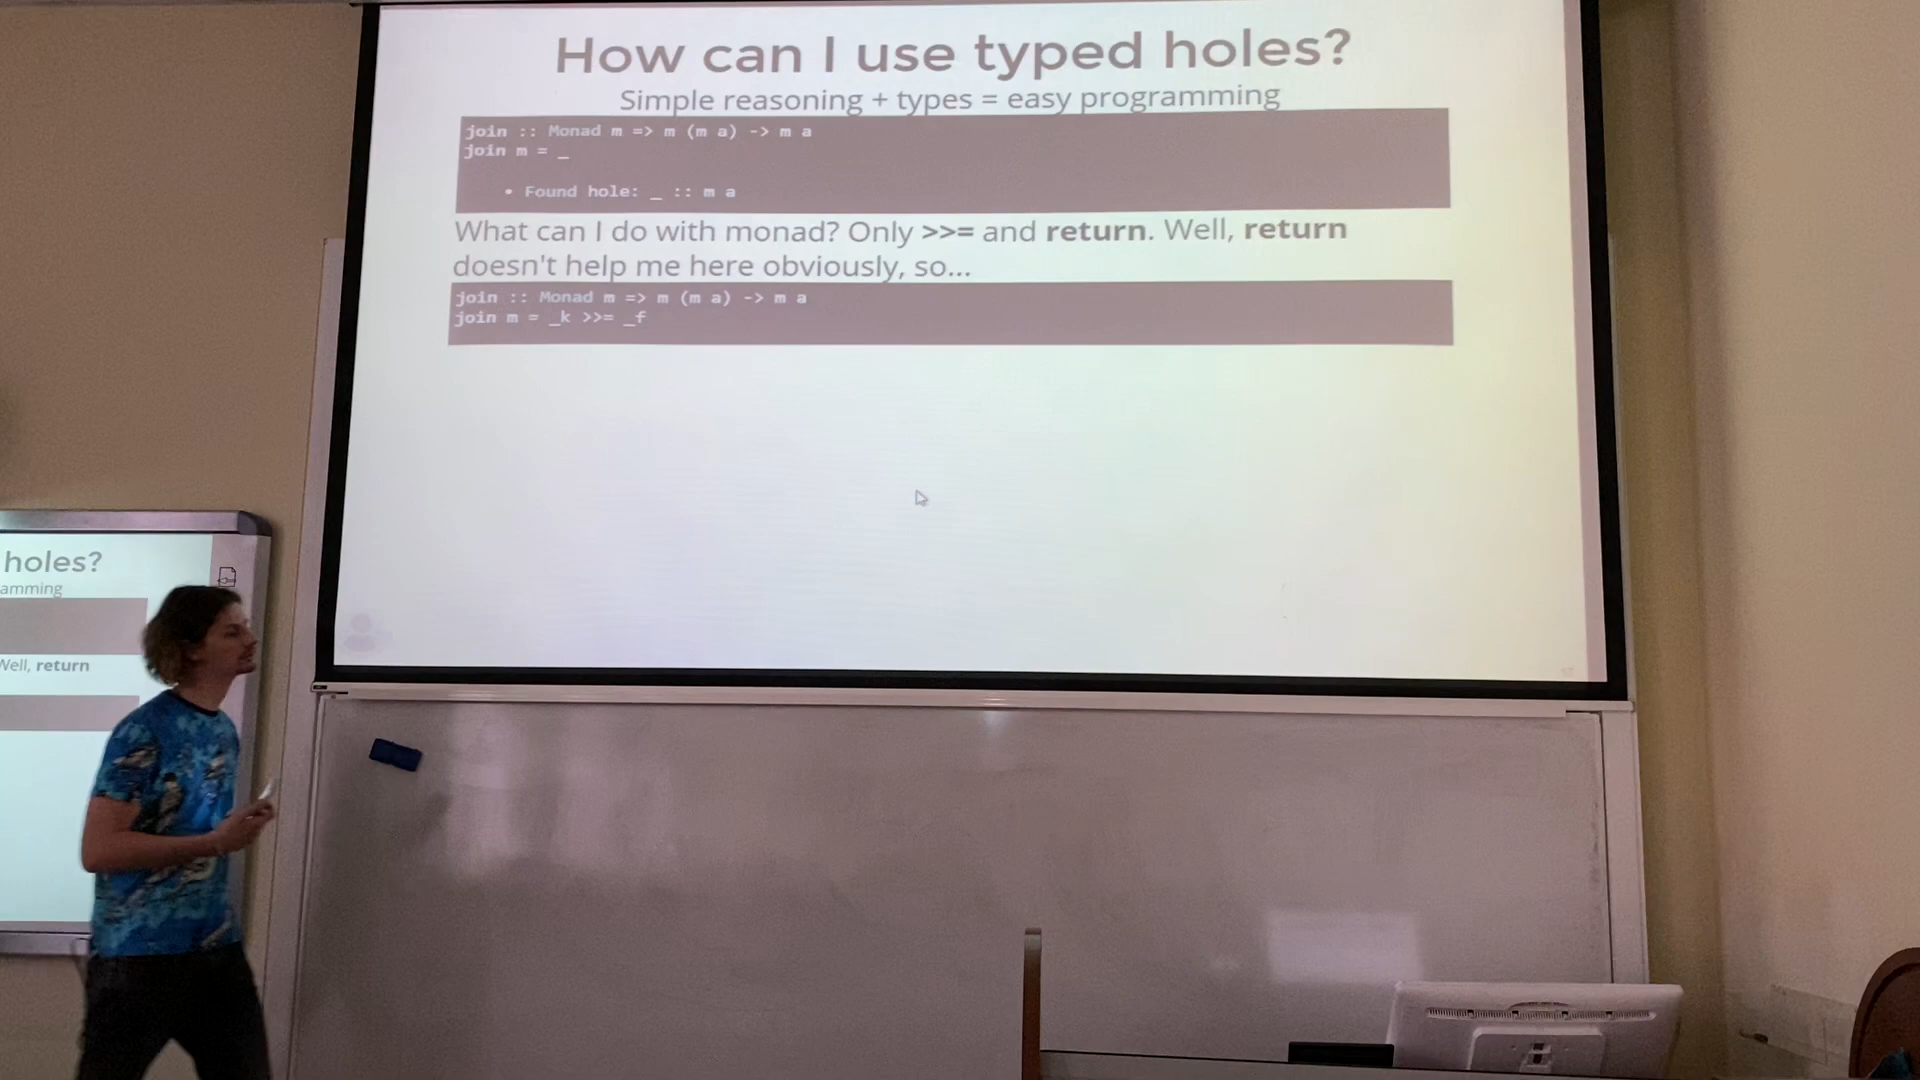 How can I use typed holes?
Simple reasoning + types = easy programming
join :: Monad m => m (m a) -> m a
join m = _
• Found hole: _ :: m a
What can I do with monad? Only >>= and return. Well, return
doesn't help me here obviously, so...
join :: Monad m => m (m a) -> m a
join m = _k >>= _f
holes?
amming
Well, return